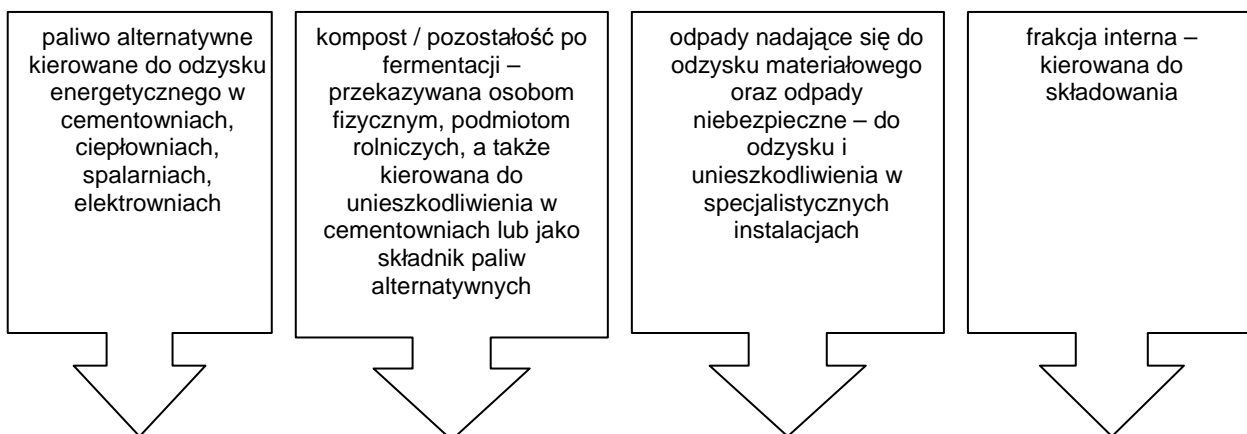 paliwo alternatywne
kierowane do odzysku
energetycznego w
cementowniach,
ciepłowniach,
spalarniach,
elektrowniach
kompost / pozostałość po
fermentacji –
przekazywana osobom
fizycznym, podmiotom
rolniczych, a także
kierowana do
unieszkodliwienia w
cementowniach lub jako
składnik paliw
alternatywnych
odpady nadające się do
odzysku materiałowego
oraz odpady
niebezpieczne – do
odzysku i
unieszkodliwienia w
specjalistycznych
instalacjach
frakcja interna –
kierowana do
składowania